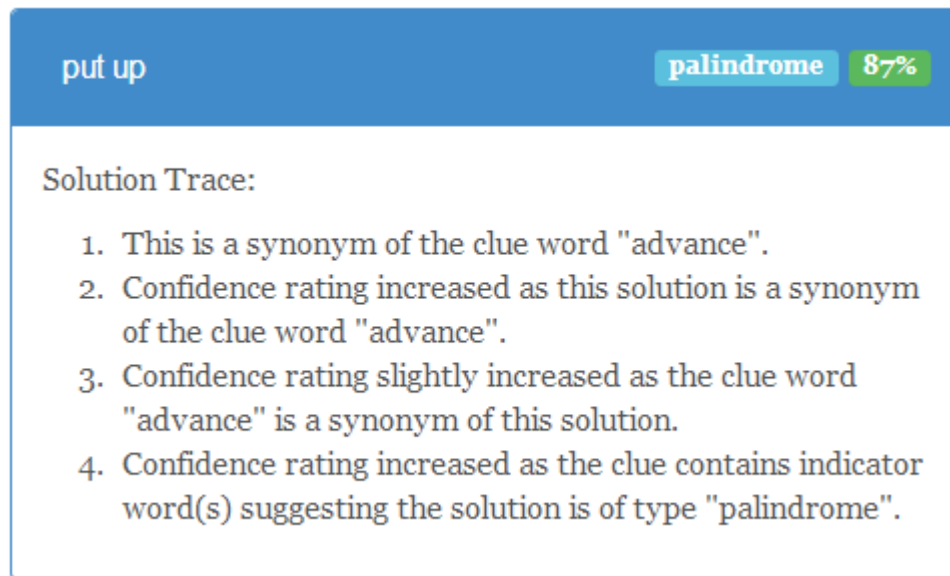 put up palindrome 87%
Solution Trace:
1. This is a synonym of the clue word "advance".
2. Confidence rating increased as this solution is a synonym
of the clue word "advance".
3. Confidence rating slightly increased as the clue word
"advance" is a synonym of this solution.
4. Confidence rating increased as the clue contains indicator
word(s) suggesting the solution is of type "palindrome".